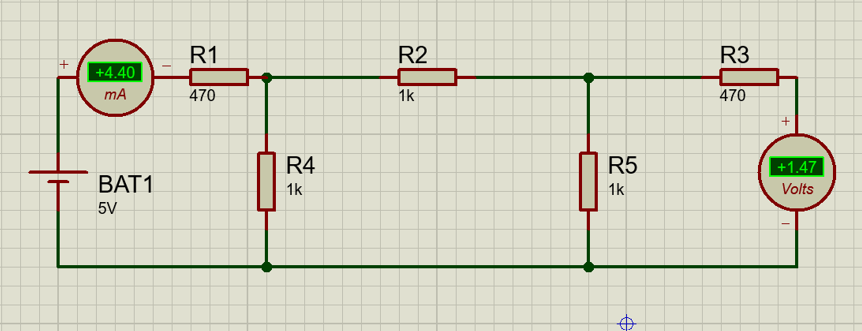 R1
R2
R3
+ +4.40 −
mA
470
1k
470
+
R4
R5
+1.47
BAT1
1k
1k
Volts
5V
−